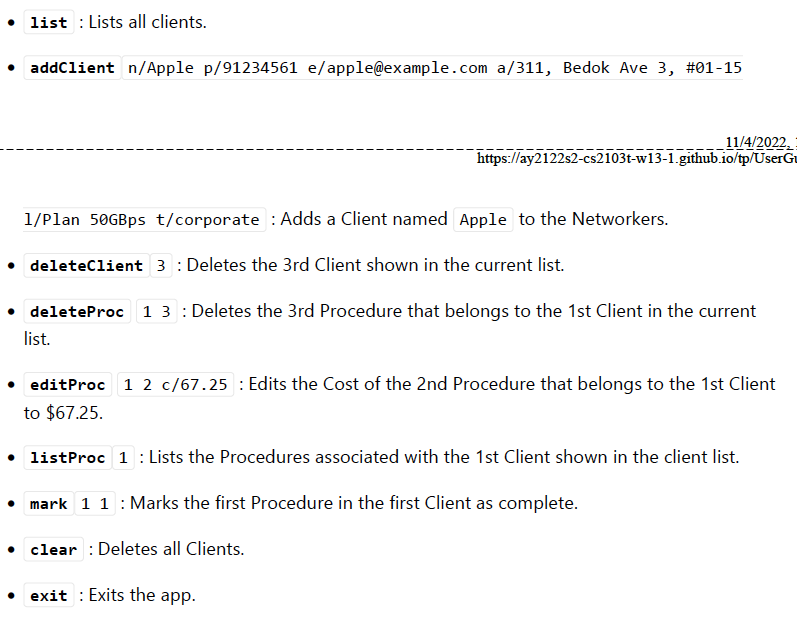 • list : Lists all clients.
• addClient n/Apple p/91234561 e/apple@example.com a/311, Bedok Ave 3, #01-15
11/4/2022,
https://ay2122s2-cs2103t-w13-1.github.io/tp/UserGu
l/Plan 50GBps t/corporate : Adds a Client named Apple to the Networkers.
• deleteClient 3 : Deletes the 3rd Client shown in the current list.
• deleteProc 1 3 : Deletes the 3rd Procedure that belongs to the 1st Client in the current
list.
• editProc 1 2 c/67.25 : Edits the Cost of the 2nd Procedure that belongs to the 1st Client
to $67.25.
• listProc 1 : Lists the Procedures associated with the 1st Client shown in the client list.
• mark 1 1 : Marks the first Procedure in the first Client as complete.
• clear : Deletes all Clients.
• exit : Exits the app.